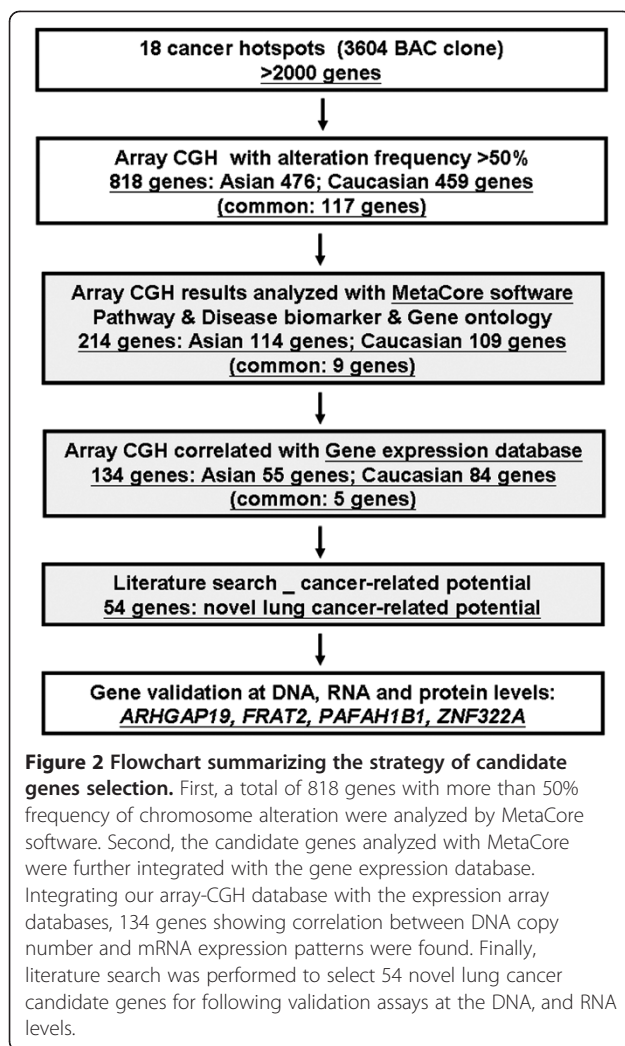 18 cancer hotspots (3604 BAC clone)
>2000 genes
Array CGH with alteration frequency >50%
818 genes: Asian 476; Caucasian 459 genes
(common: 117 genes)
Array CGH results analyzed with MetaCore software
Pathway & Disease biomarker & Gene ontology
214 genes: Asian 114 genes; Caucasian 109 genes
(common: 9 genes)
Array CGH correlated with Gene expression database
134 genes: Asian 55 genes; Caucasian 84 genes
(common: 5 genes)
Literature search _ cancer-related potential
54 genes: novel lung cancer-related potential
Gene validation at DNA, RNA and protein levels:
ARHGAP19, FRAT2, PAFAH1B1, ZNF322A
Figure 2 Flowchart summarizing the strategy of candidate
genes selection. First, a total of 818 genes with more than 50%
frequency of chromosome alteration were analyzed by MetaCore
software. Second, the candidate genes analyzed with MetaCore
were further integrated with the gene expression database.
Integrating our array-CGH database with the expression array
databases, 134 genes showing correlation between DNA copy
number and mRNA expression patterns were found. Finally,
literature search was performed to select 54 novel lung cancer
candidate genes for following validation assays at the DNA, and RNA
levels.